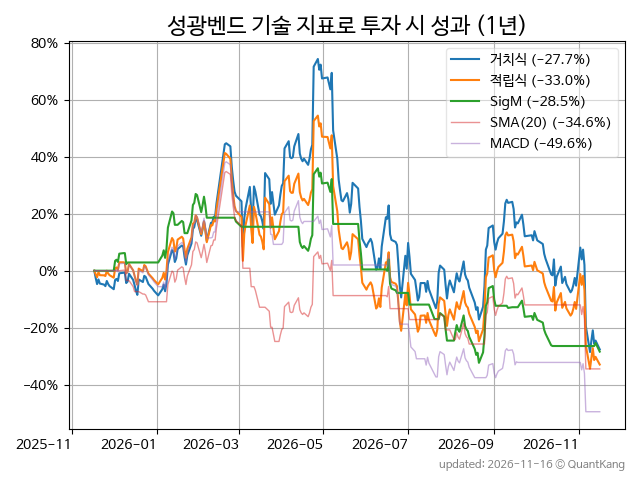 성광벤드 기술 지표로 투자 시 성과 (1년)
80%
60%
40%
20%
0%
−20%
−40%
거치식 (−27.7%)
적립식 (−33.0%)
SigM (−28.5%)
SMA(20) (−34.6%)
MACD (−49.6%)
2025-11 2026-01 2026-03 2026-05 2026-07 2026-09 2026-11
updated: 2026-11-16 ⓒ QuantKang